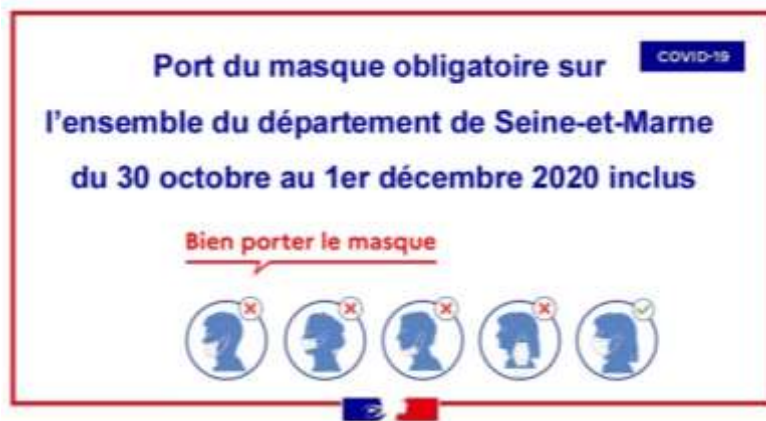 Port du masque obligatoire sur
COVID-19
l'ensemble du département de Seine-et-Marne
du 30 octobre au 1er décembre 2020 inclus
Bien porter le masque